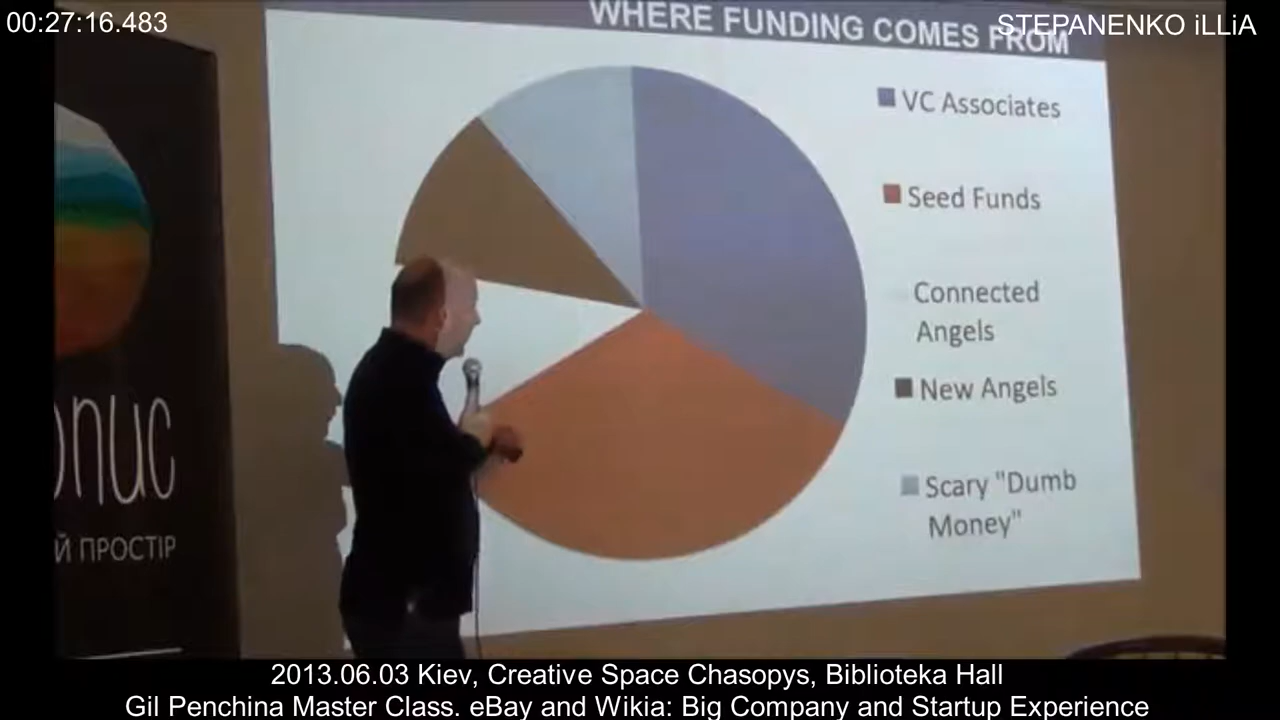 00:27:16.483
STEPANENKO iLLiA
WHERE FUNDING COMES FROM
VC Associates
Seed Funds
Connected
Angels
New Angels
Scary "Dumb
Money"
опис
й ПРОСТІР
2013.06.03 Kiev, Creative Space Chasopys, Biblioteka Hall
Gil Penchina Master Class. eBay and Wikia: Big Company and Startup Experience